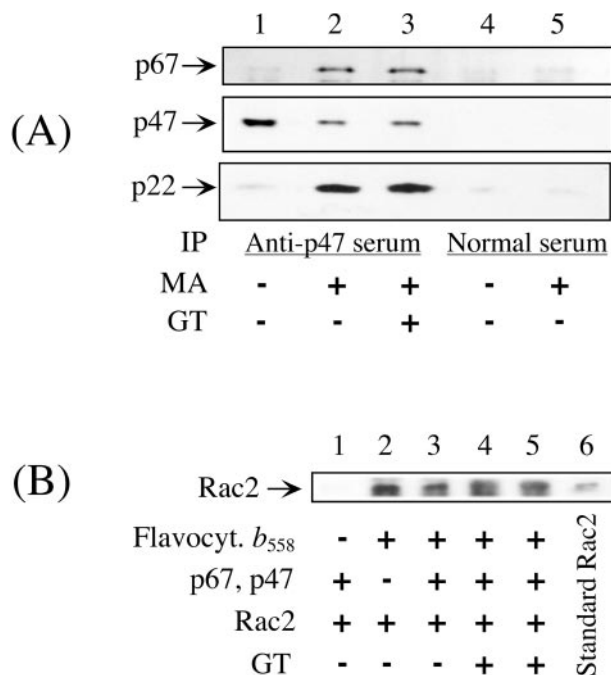 1 2 3 4 5
p67
(A) p47
p22
IP Anti-p47 serum Normal serum
MA - + + - +
GT - - + - -
1 2 3 4 5 6
(B) Rac2
Flavocyt. b558 - + + + +
p67, p47 + - + + +
Rac2 + + + + +
GT - - - + +
Standard Rac2